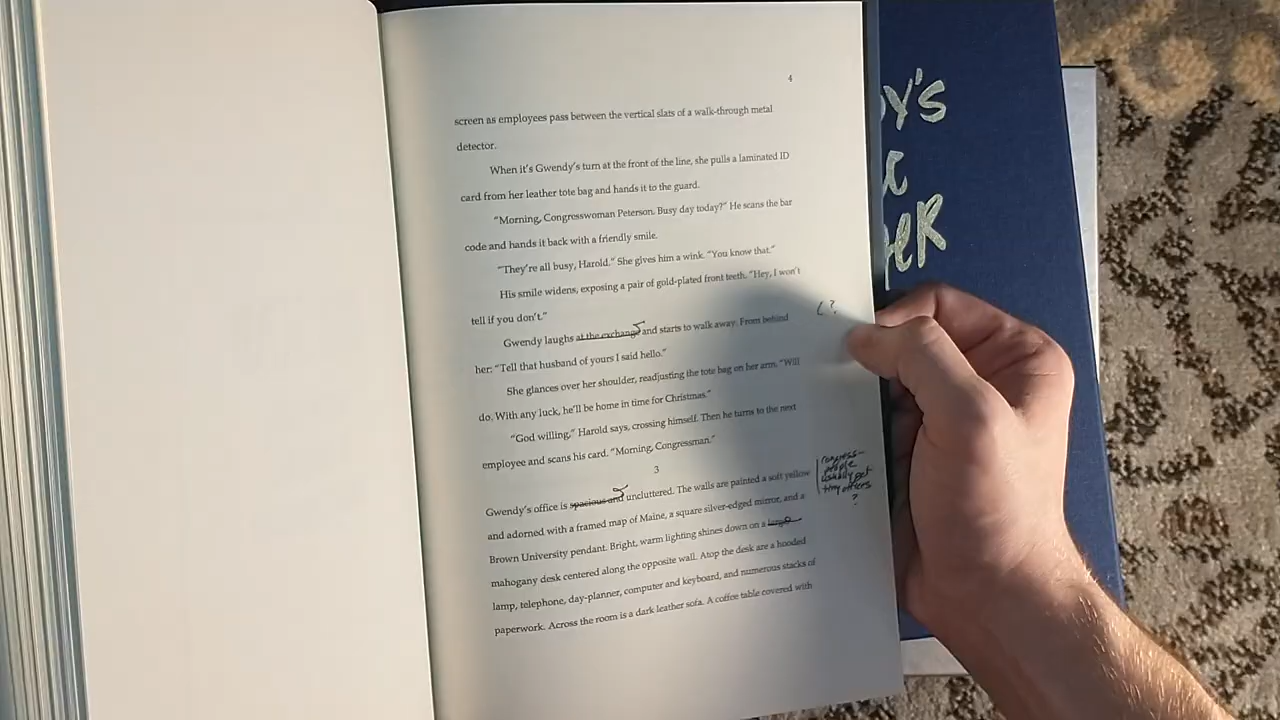 4
screen as employees pass between the vertical slats of a walk-through metal
detector.
When it's Gwendy's turn at the front of the line, she pulls a laminated ID
card from her leather tote bag and hands it to the guard.
"Morning, Congresswoman Peterson. Busy day today?" He scans the bar
code and hands it back with a friendly smile.
"They're all busy, Harold." She gives him a wink. "You know that."
His smile widens, exposing a pair of gold-plated front teeth. "Hey, I won't
tell if you don't."
Gwendy laughs at the exchange and starts to walk away. From behind
her: "Tell that husband of yours I said hello."
She glances over her shoulder, readjusting the tote bag on her arm. "Will
do. With any luck, he'll be home in time for Christmas."
"God willing," Harold says, crossing himself. Then he turns to the next
employee and scans his card. "Morning, Congressman."
3
Gwendy's office is spacious and uncluttered. The walls are painted a soft yellow
and adorned with a framed map of Maine, a square silver-edged mirror, and a
Brown University pendant. Bright, warm lighting shines down on a large
mahogany desk centered along the opposite wall. Atop the desk are a hooded
lamp, telephone, day-planner, computer and keyboard, and numerous stacks of
paperwork. Across the room is a dark leather sofa. A coffee table covered with
?
congress-
people
usually get
tiny offices
?
Y'S